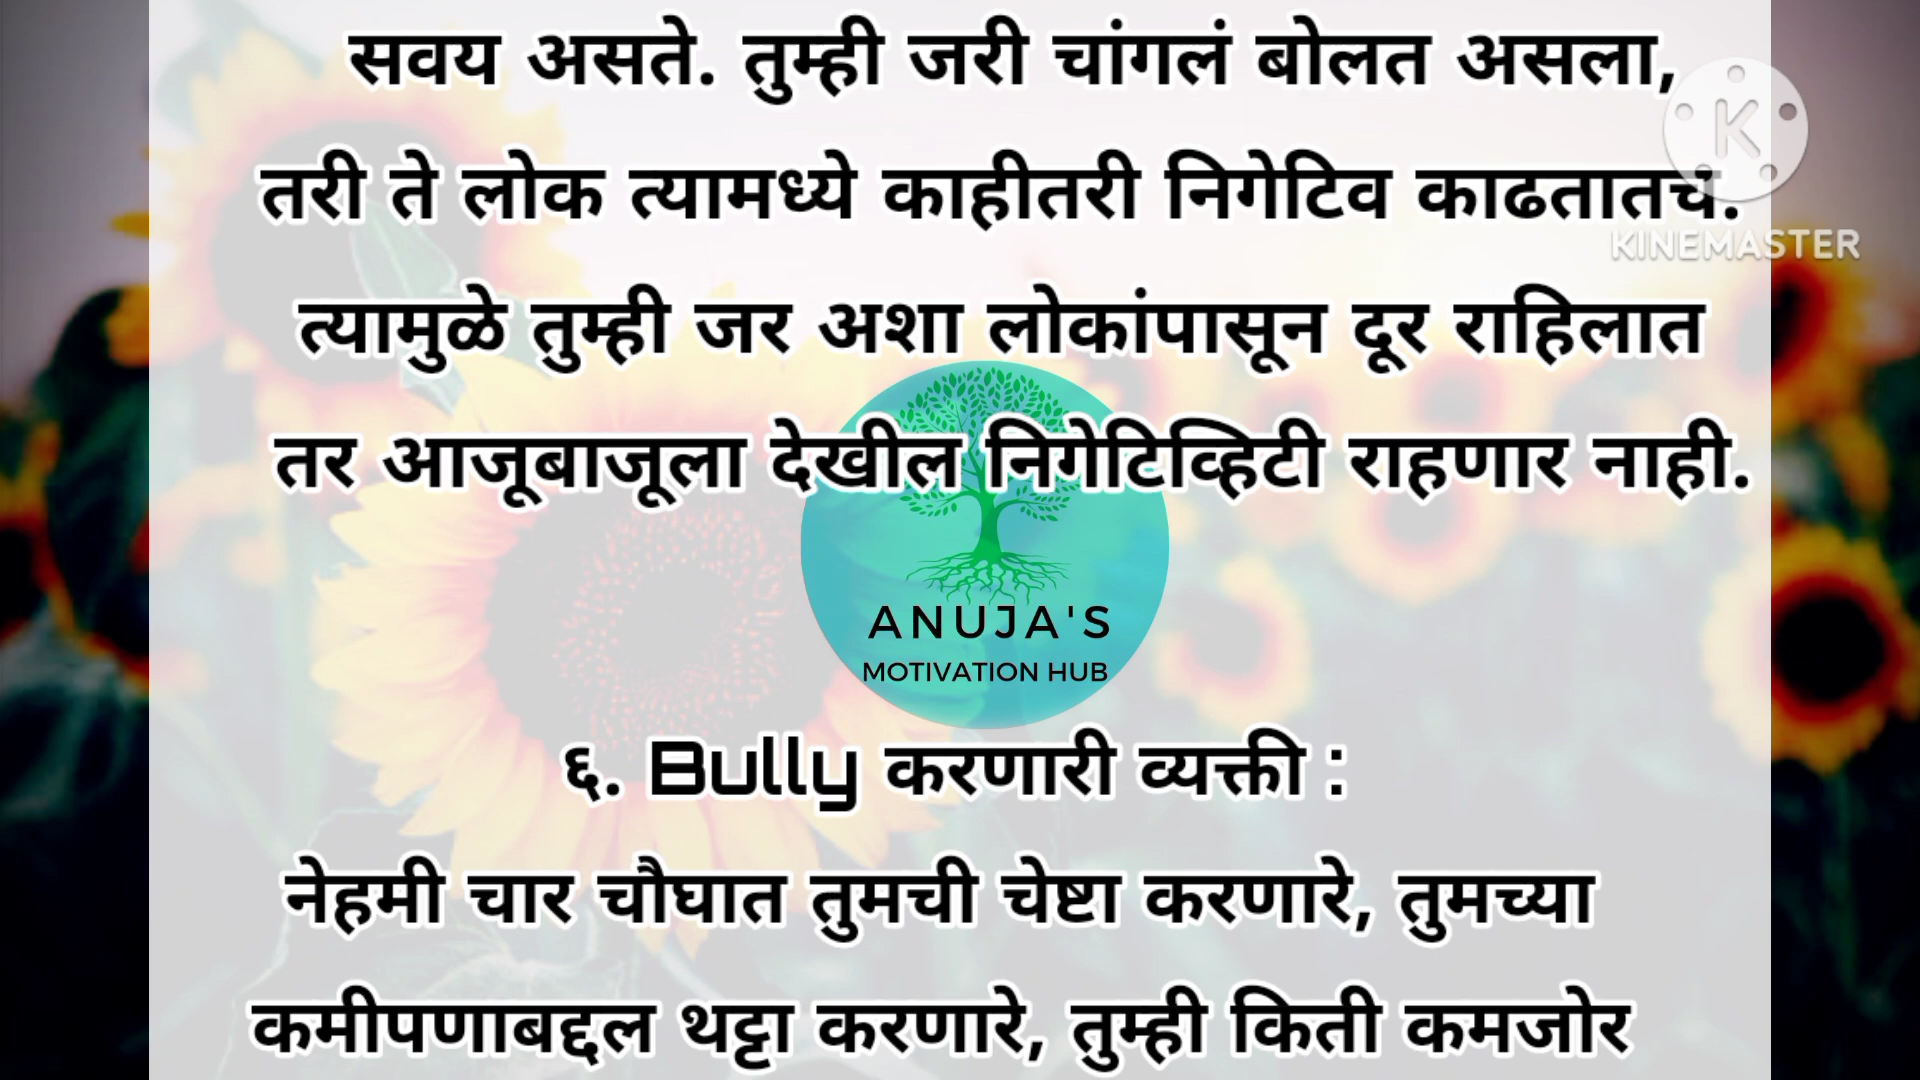 सवय असते. तुम्ही जरी चांगलं बोलत असला,
तरी ते लोक त्यामध्ये काहीतरी निगेटिव काढतातच.
KINEMASTER
त्यामुळे तुम्ही जर अशा लोकांपासून दूर राहिलात
तर आजूबाजूला देखील निगेटिव्हिटी राहणार नाही.
ANUJA'S
MOTIVATION HUB
६. Bully करणारी व्यक्ती :
नेहमी चार चौघात तुमची चेष्टा करणारे, तुमच्या
कमीपणाबद्दल थट्टा करणारे, तुम्ही किती कमजोर